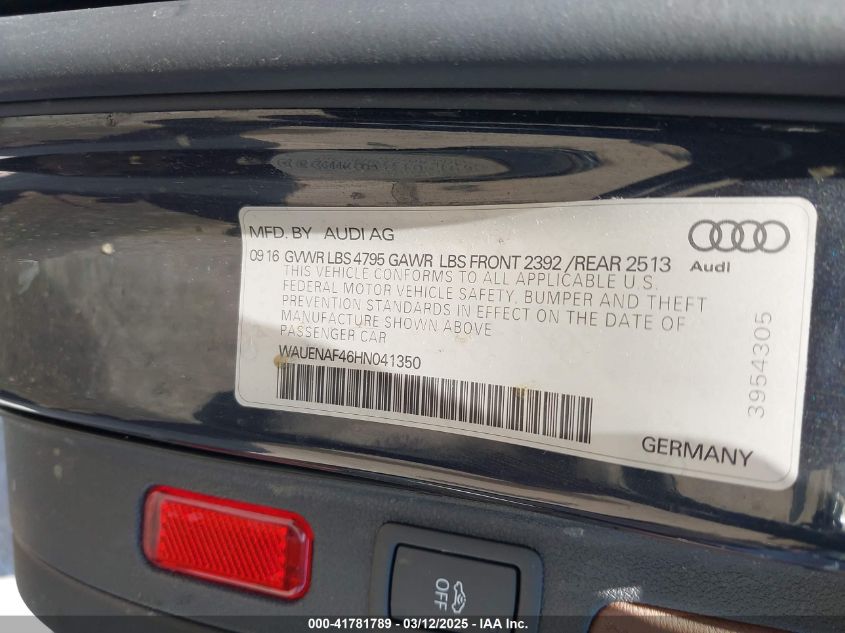 MFD. BY AUDI AG
09 16 GVWR LBS 4795 GAWR LBS FRONT 2392 /REAR 2513
THIS VEHICLE CONFORMS TO ALL APPLICABLE U.S.
FEDERAL MOTOR VEHICLE SAFETY, BUMPER AND THEFT
PREVENTION STANDARDS IN EFFECT ON THE DATE OF
MANUFACTURE SHOWN ABOVE
PASSENGER CAR
WAUENAF46HN041350
Audi
3954305
GERMANY
OFF
000-41781789 - 03/12/2025 - IAAI Inc.